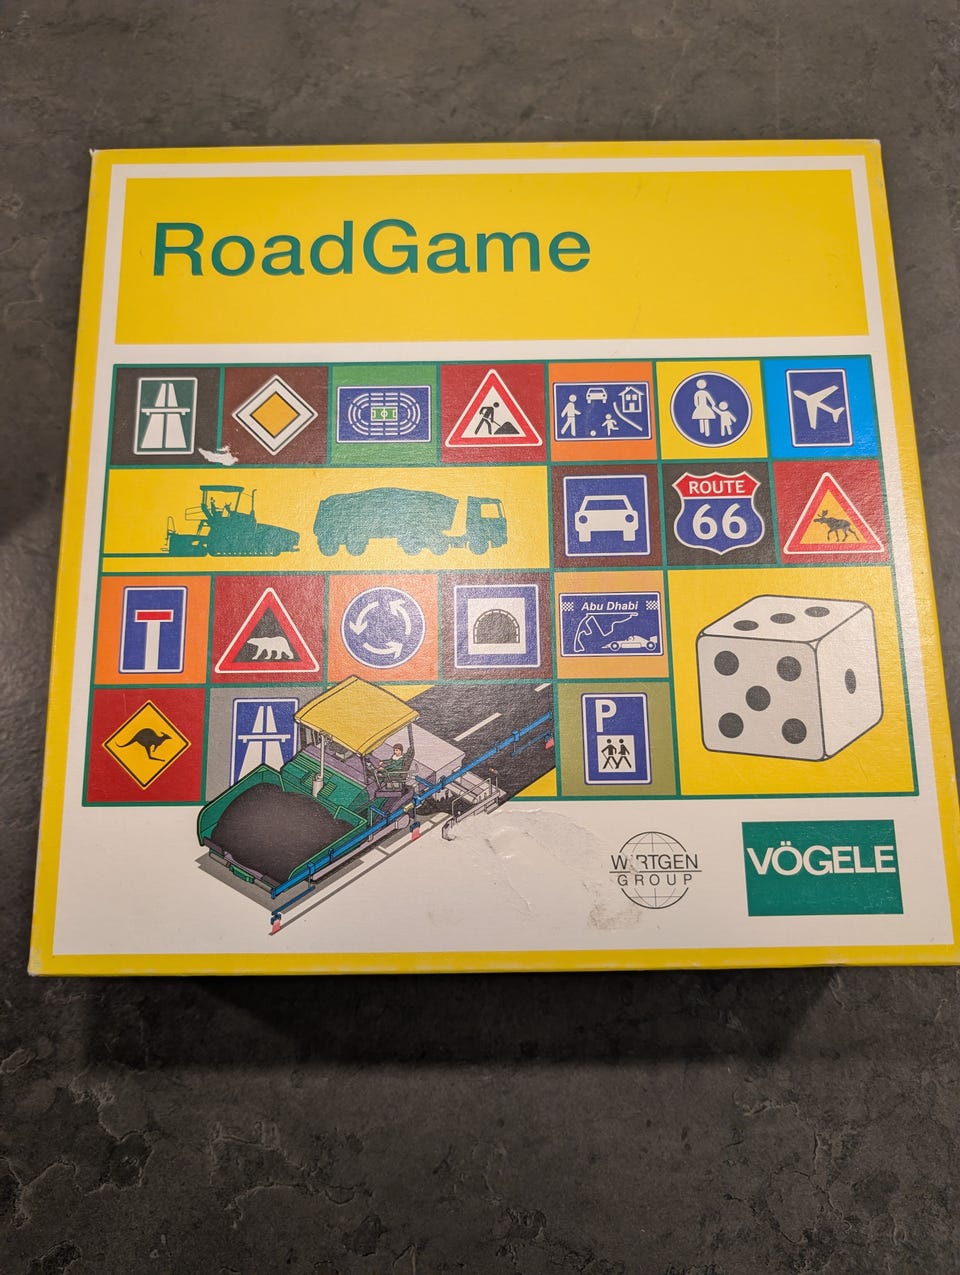 RoadGame
ROUTE
66
Abu Dhabi
P
WIRTGEN
GROUP
VÖGELE